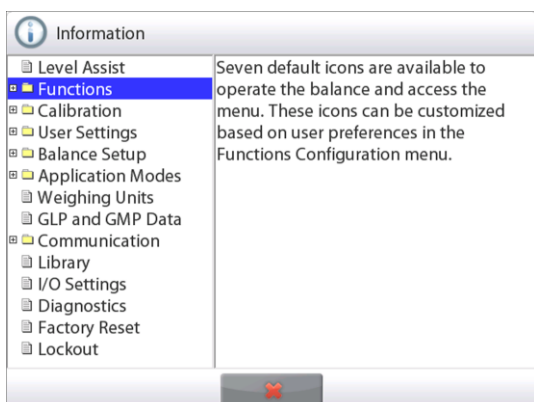 Information
Level Assist
Functions
Calibration
User Settings
Balance Setup
Application Modes
Weighing Units
GLP and GMP Data
Communication
Library
I/O Settings
Diagnostics
Factory Reset
Lockout
Seven default icons are available to
operate the balance and access the
menu. These icons can be customized
based on user preferences in the
Functions Configuration menu.